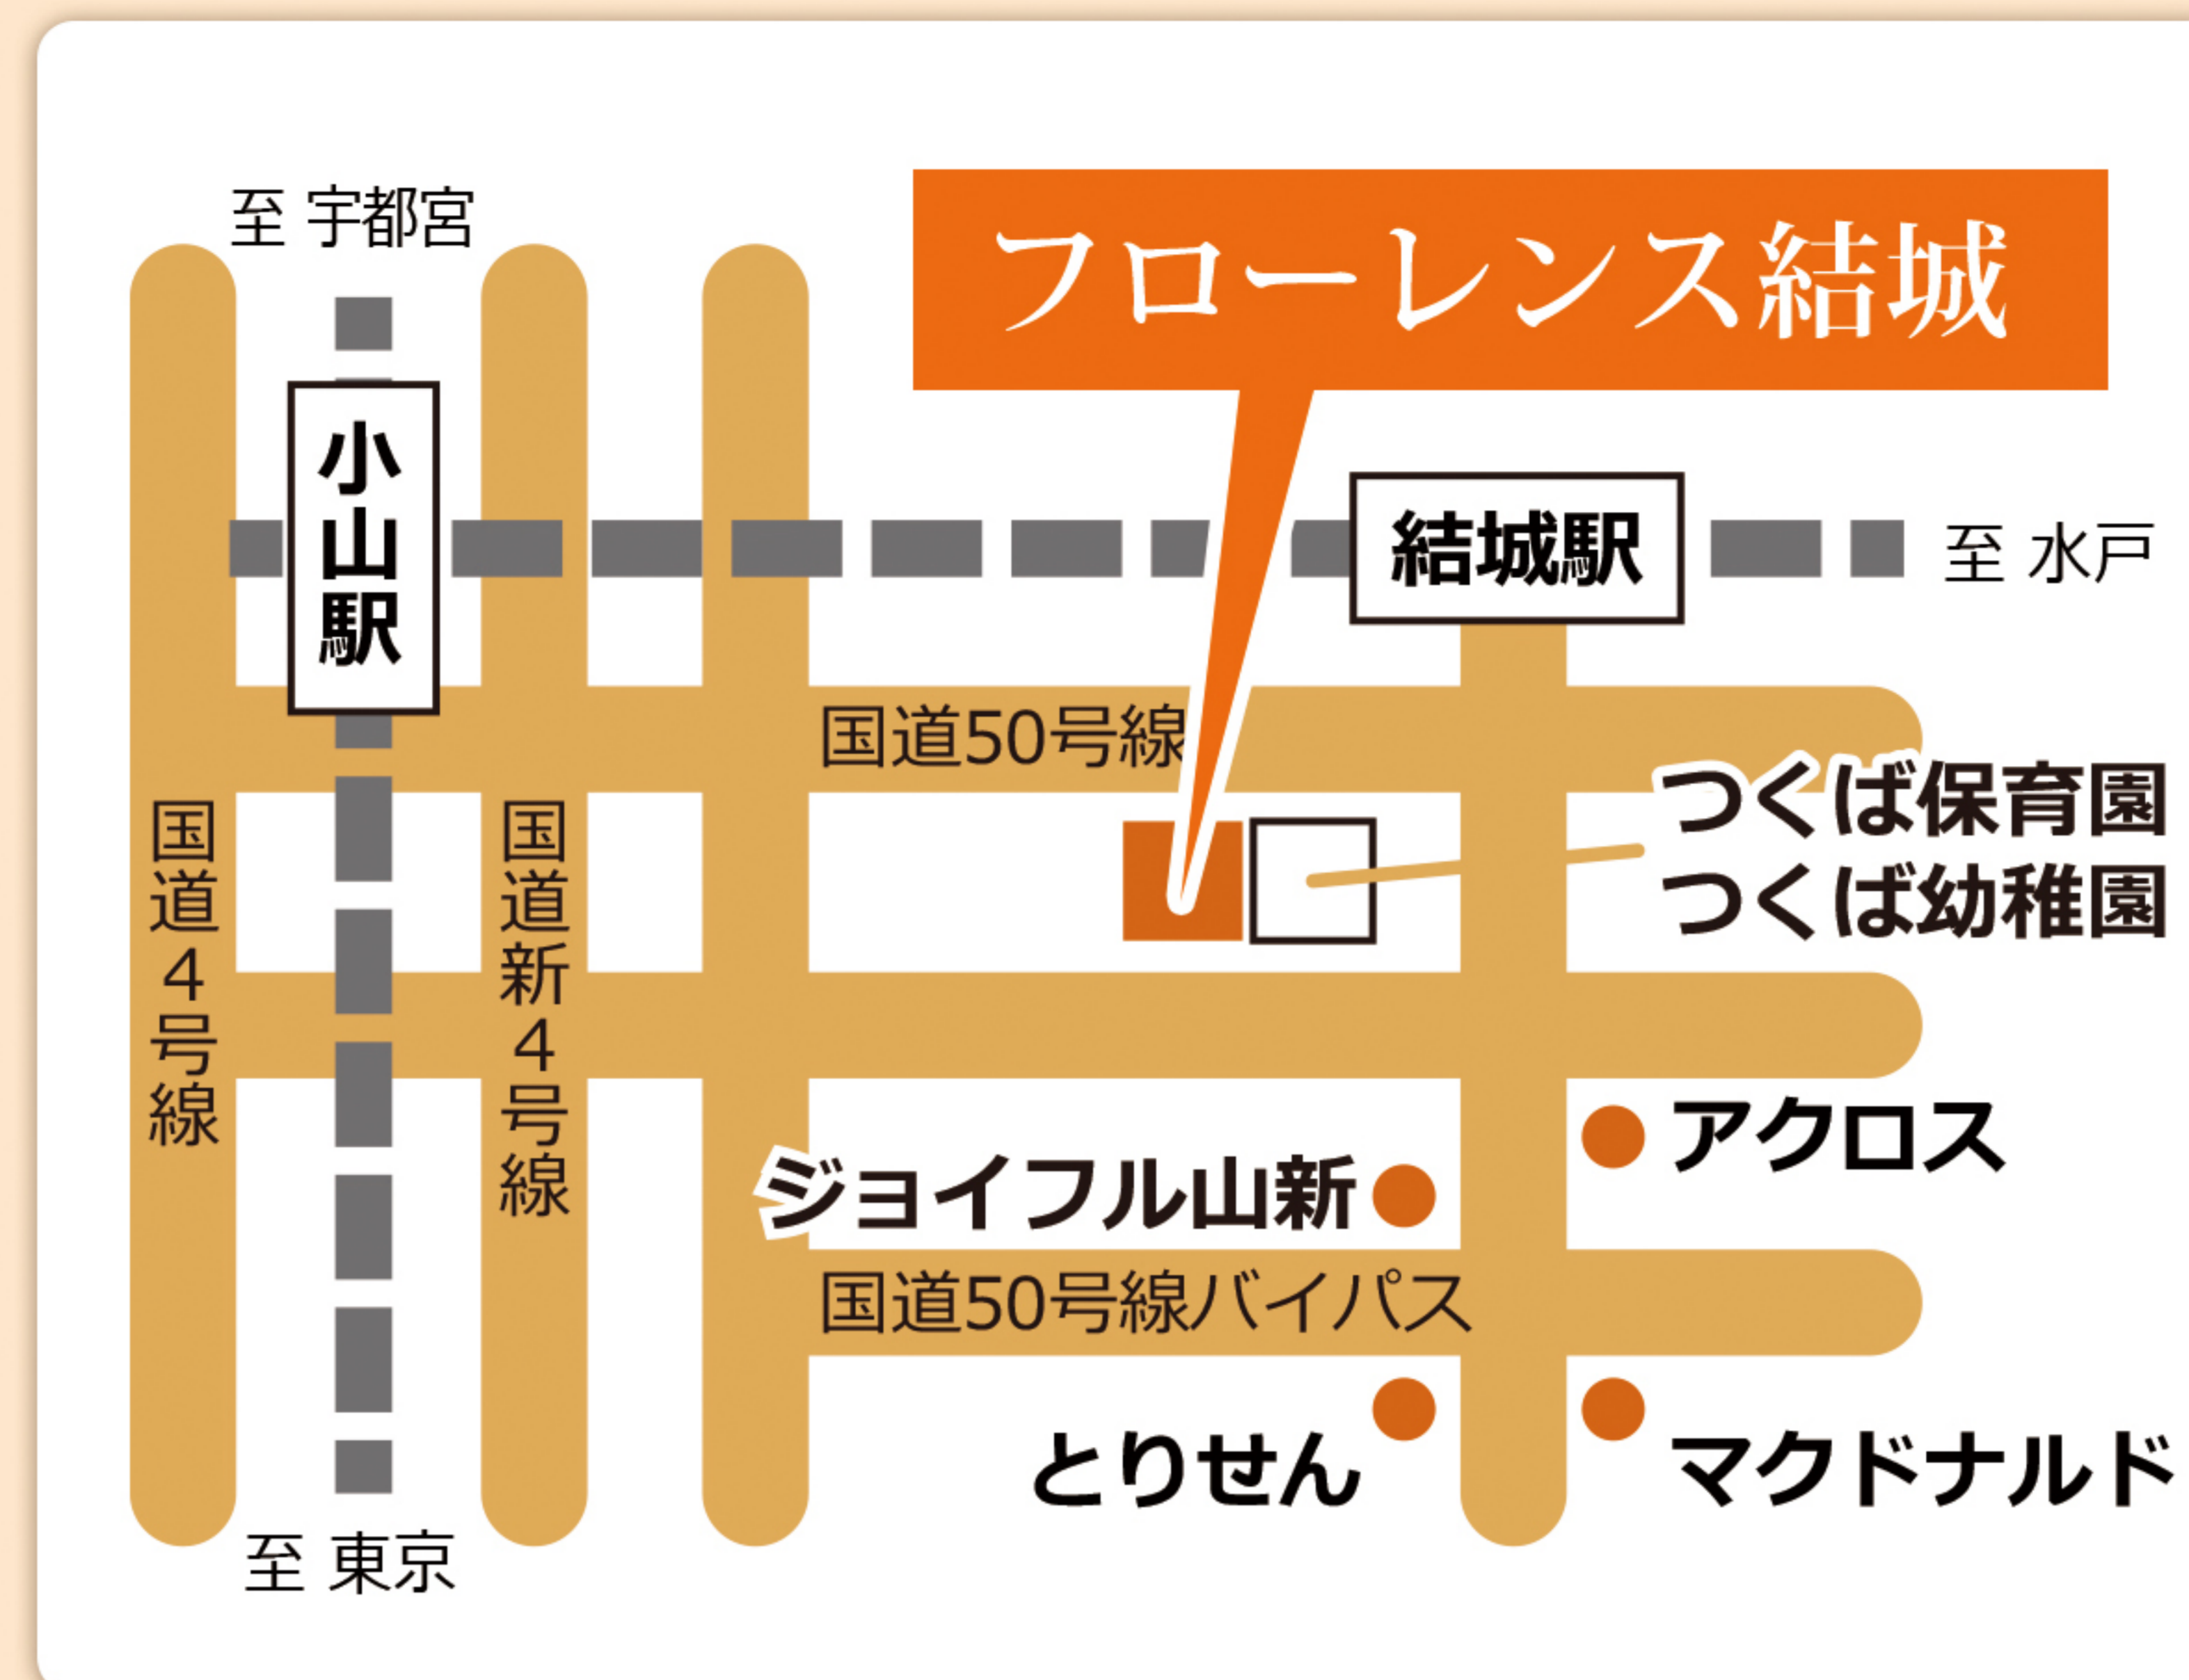 至 宇都宮
フローレンス結城
小山駅
結城駅
至 水戸
国道50号線
つくば保育園
つくば幼稚園
国道4号線
国道新4号線
アクロス
ジョイフル山新
国道50号線バイパス
とりせん
マクドナルド
至 東京